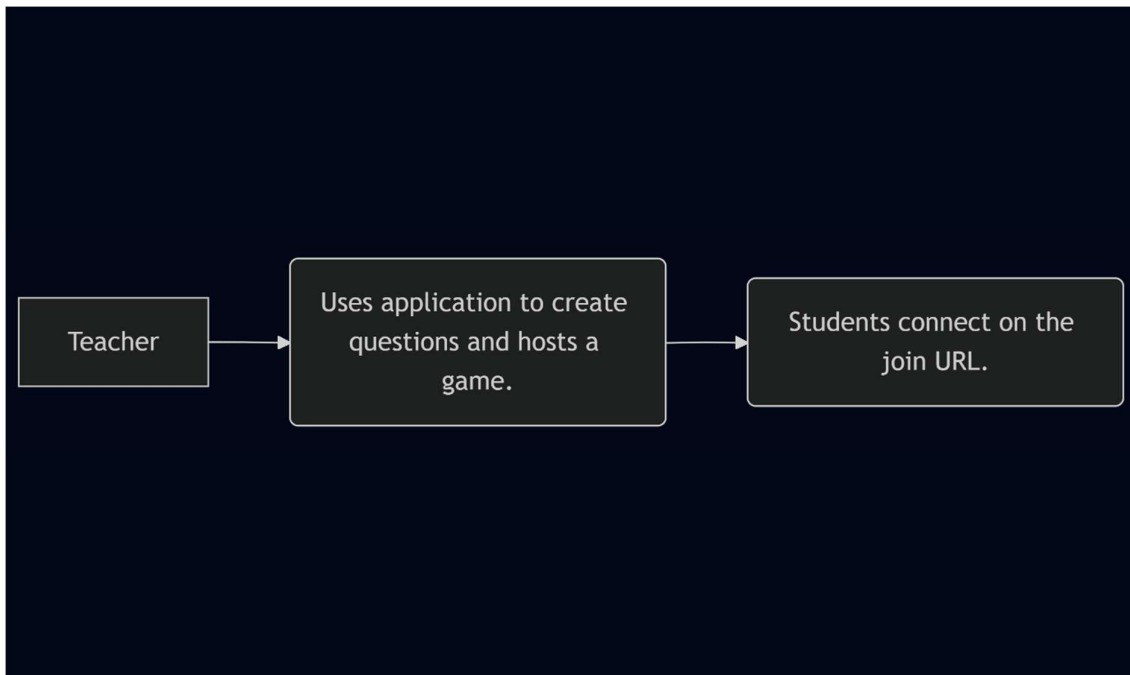 Teacher
Uses application to create
questions and hosts a
game.
Students connect on the
join URL.